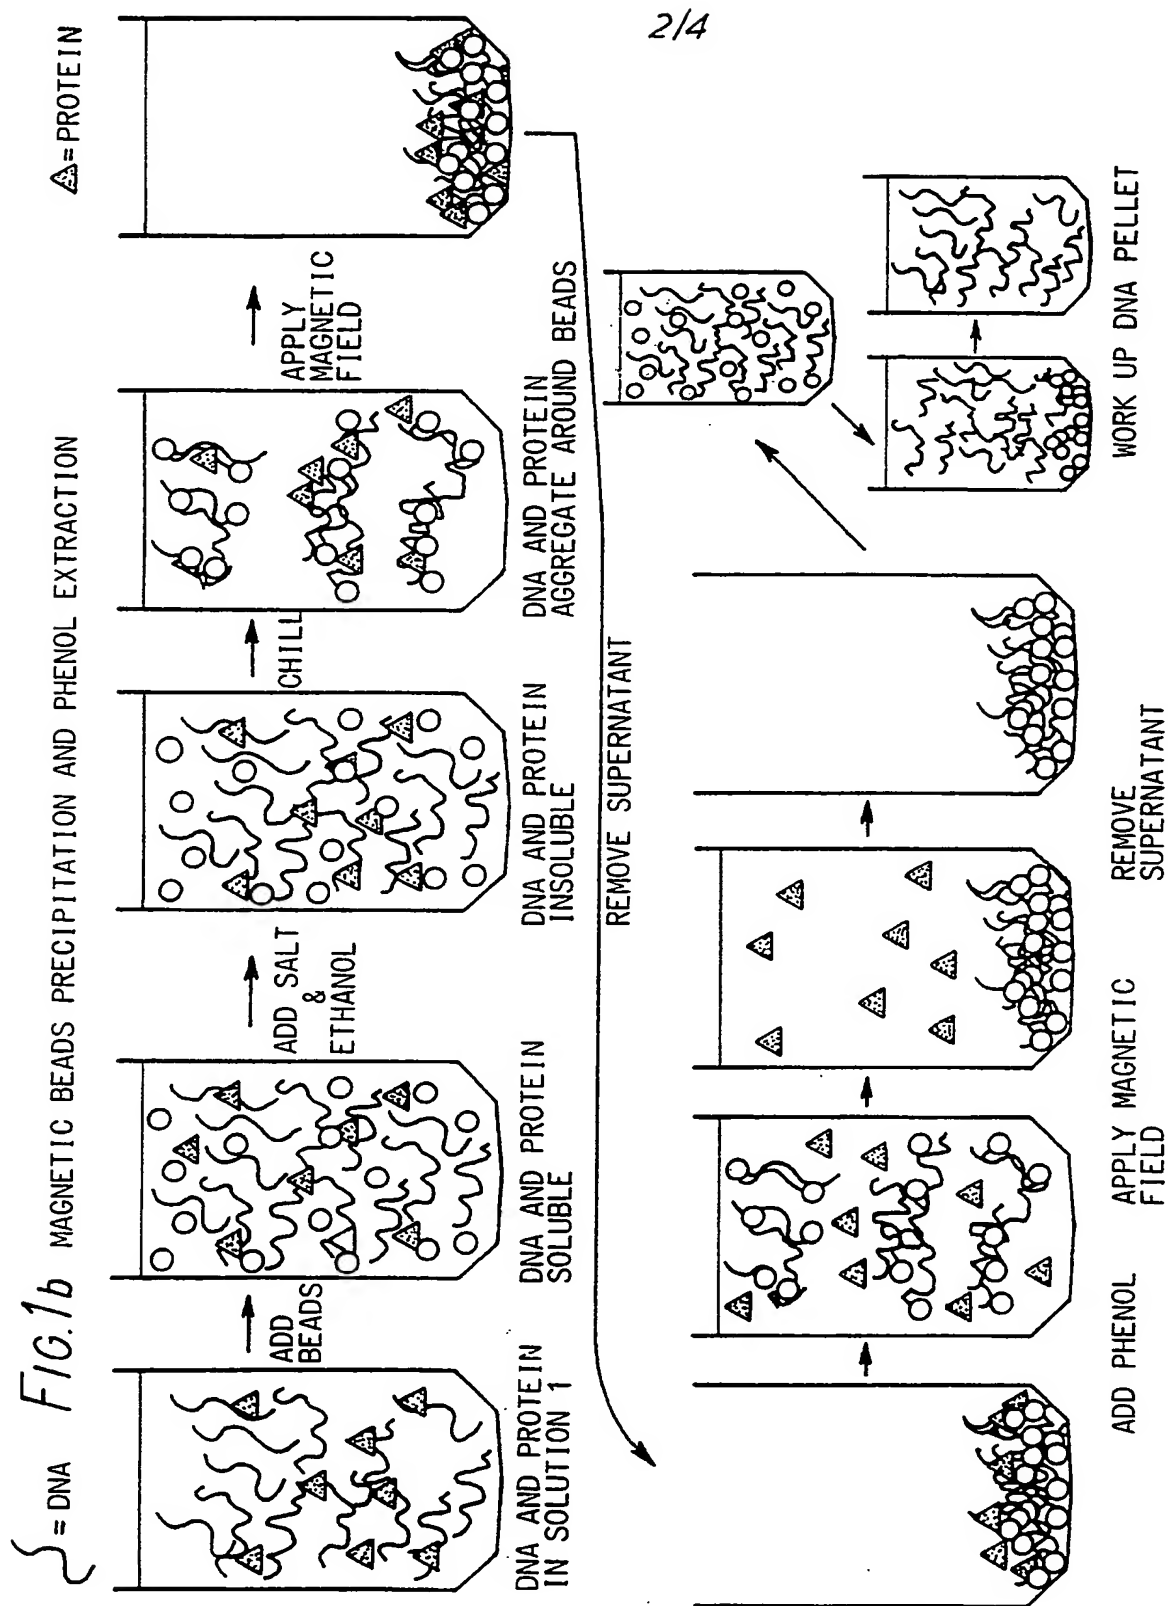 2/4
= DNA
FIG. 1b MAGNETIC BEADS PRECIPITATION AND PHENOL EXTRACTION
= PROTEIN
ADD
BEADS
ADD SALT
&
ETHANOL
CHILL
APPLY
MAGNETIC
FIELD
DNA AND PROTEIN
IN SOLUTION 1
DNA AND PROTEIN
SOLUBLE
DNA AND PROTEIN
INSOLUBLE
DNA AND PROTEIN
AGGREGATE AROUND BEADS
REMOVE SUPERNATANT
ADD PHENOL
APPLY MAGNETIC
FIELD
REMOVE
SUPERNATANT
WORK UP DNA PELLET